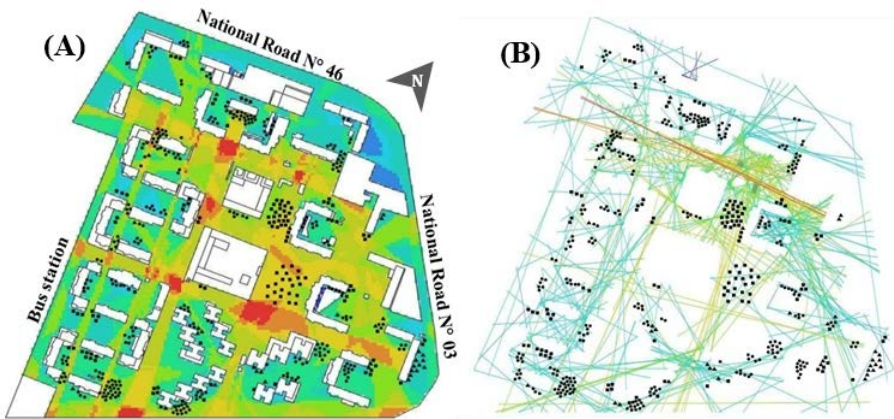 (A)
National Road N° 46
N
Bus station
National Road N° 03
(B)